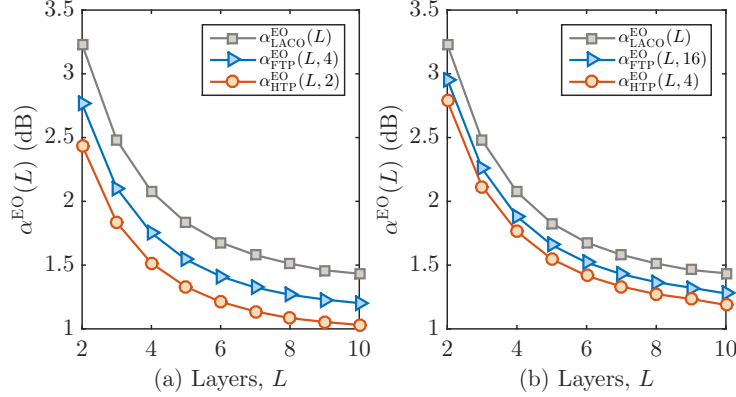 3.5
3
2.5
2
1.5
1
α^EO(L) (dB)
α^EO_LACO(L)
α^EO_FTP(L, 4)
α^EO_HTP(L, 2)
2 4 6 8 10
(a) Layers, L
3.5
3
2.5
2
1.5
1
α^EO(L) (dB)
α^EO_LACO(L)
α^EO_FTP(L, 16)
α^EO_HTP(L, 4)
2 4 6 8 10
(b) Layers, L